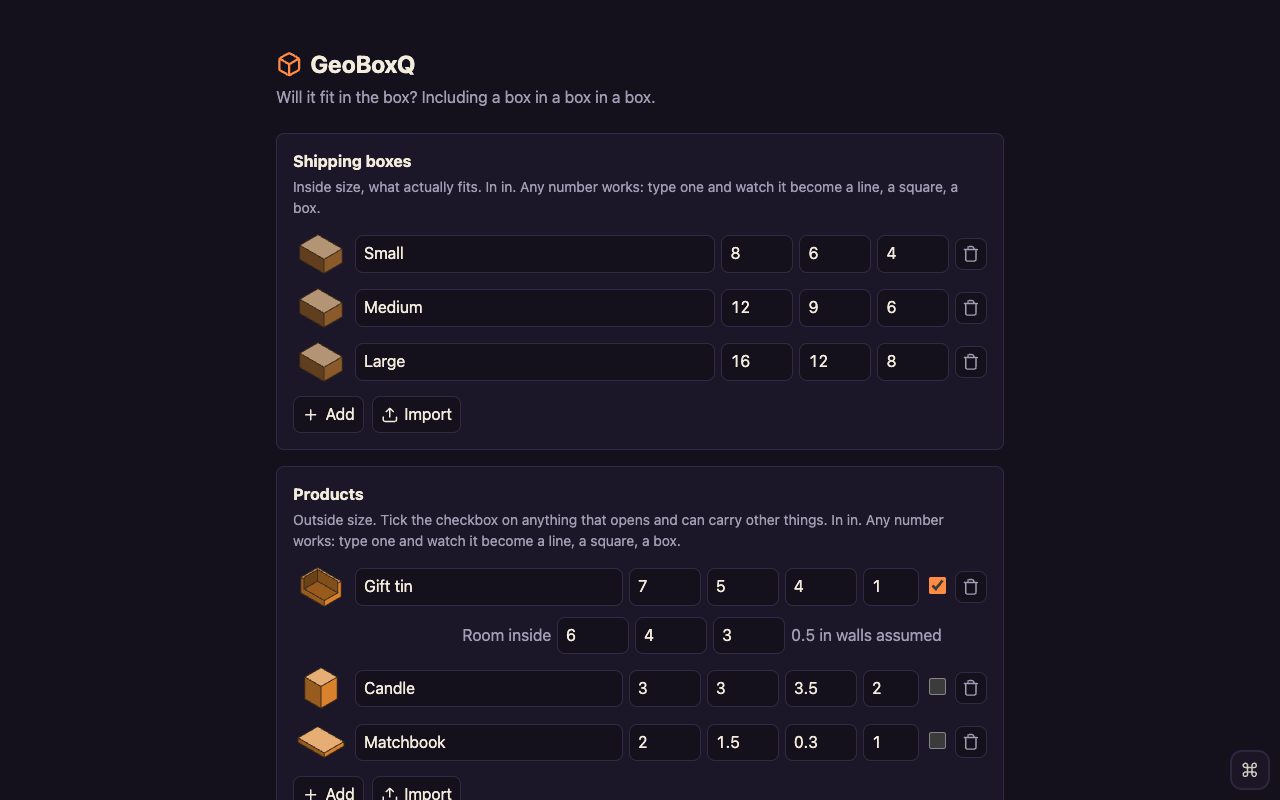 GeoBoxQ
Will it fit in the box? Including a box in a box in a box.
Shipping boxes
Inside size, what actually fits. In in. Any number works: type one and watch it become a line, a square, a
box.
Small 8 6 4
Medium 12 9 6
Large 16 12 8
+ Add Import
Products
Outside size. Tick the checkbox on anything that opens and can carry other things. In in. Any number
works: type one and watch it become a line, a square, a box.
Gift tin 7 5 4 1
Room inside 6 4 3 0.5 in walls assumed
Candle 3 3 3.5 2
Matchbook 2 1.5 0.3 1
+ Add Import
⌘